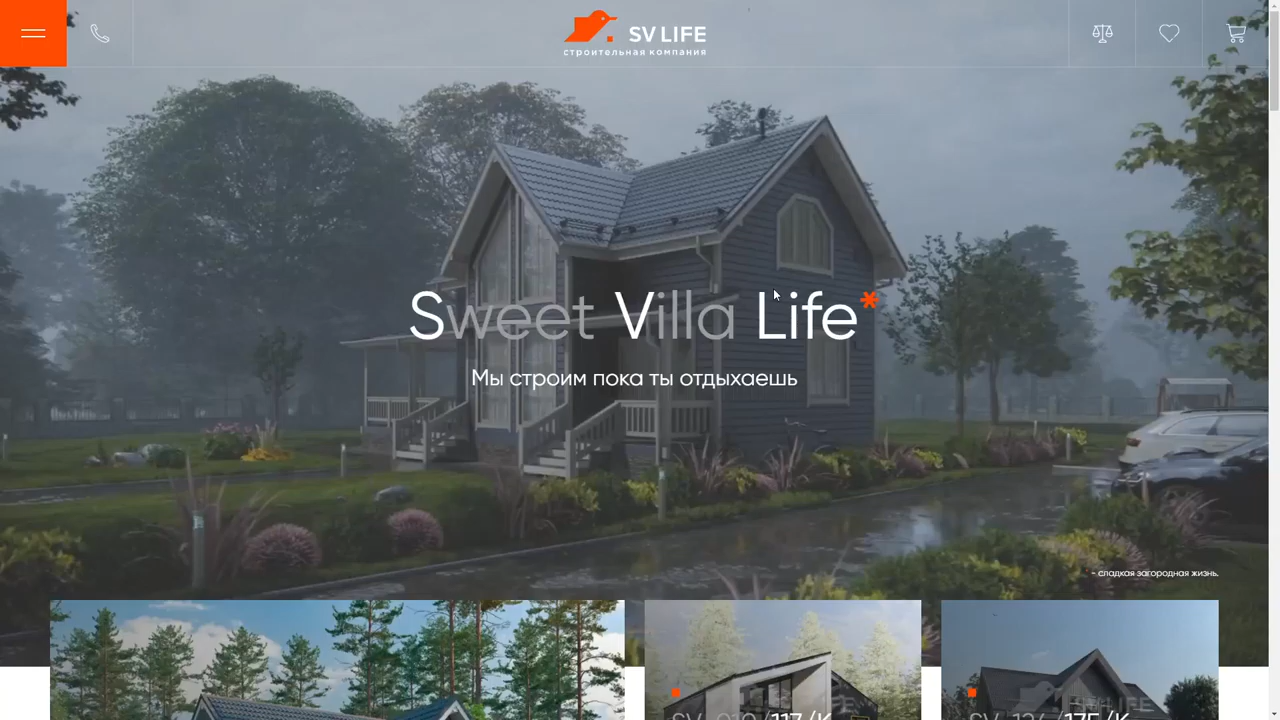 SV LIFE
строительная компания
Sweet Villa Life*
Мы строим пока ты отдыхаешь
- сладкая загородная жизнь.